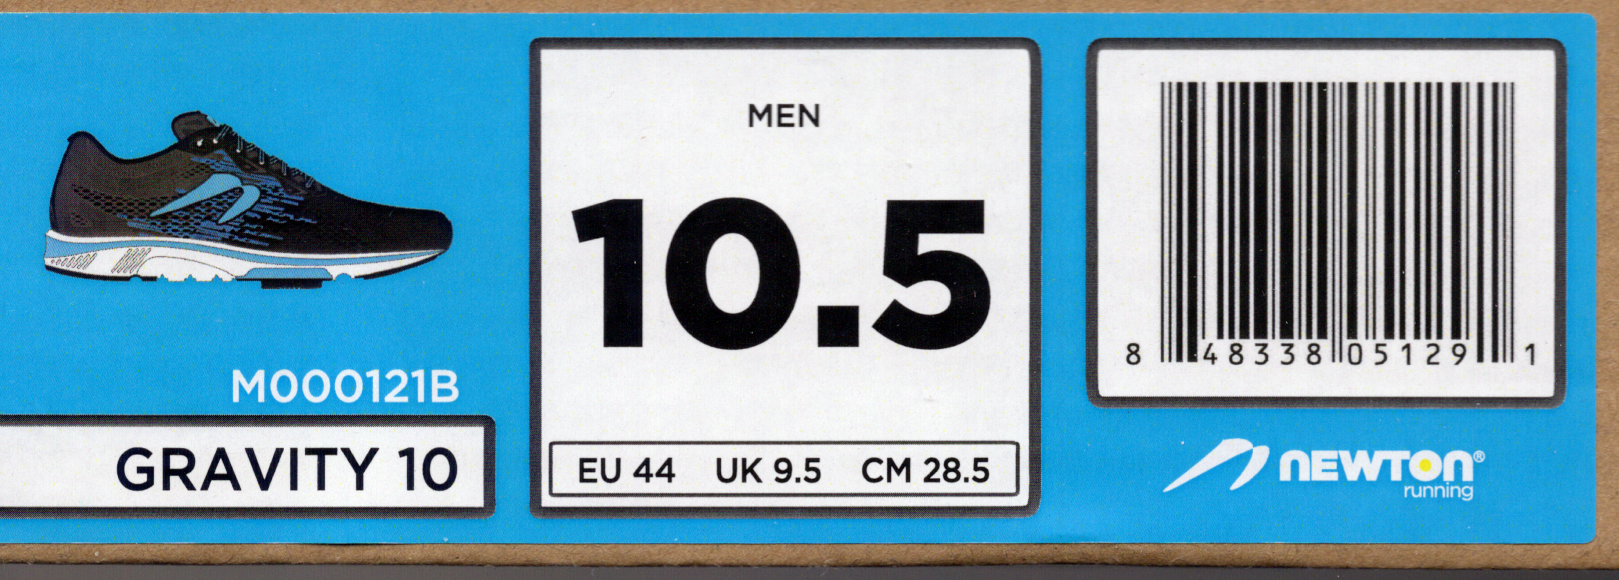 M000121B
GRAVITY 10
MEN
10.5
EU 44 UK 9.5 CM 28.5
8 48338 05129 1
NEWTON®
running